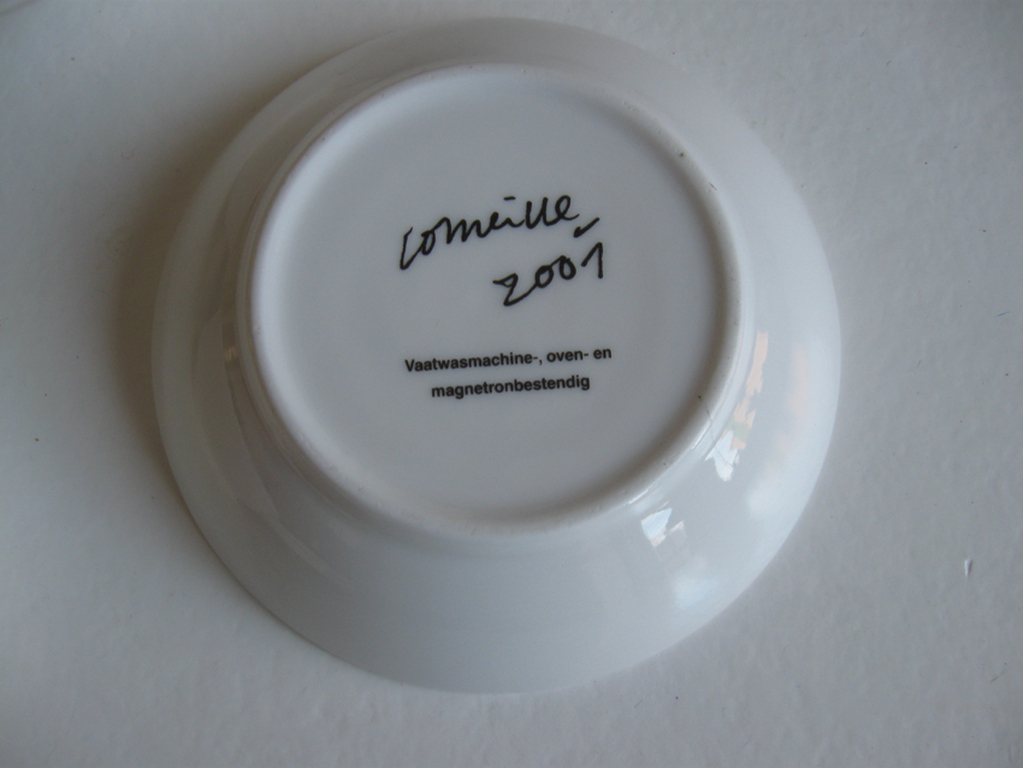 Corneille
2001
Vaatwasmachine-, oven- en
magnetronbestendig